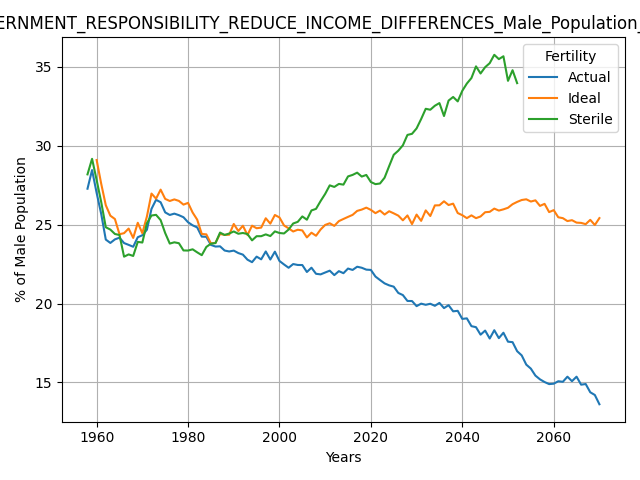 ERNMENT_RESPONSIBILITY_REDUCE_INCOME_DIFFERENCES_Male_Population_
Fertility
Actual
Ideal
Sterile
% of Male Population
35
30
25
20
15
1960 1980 2000 2020 2040 2060
Years